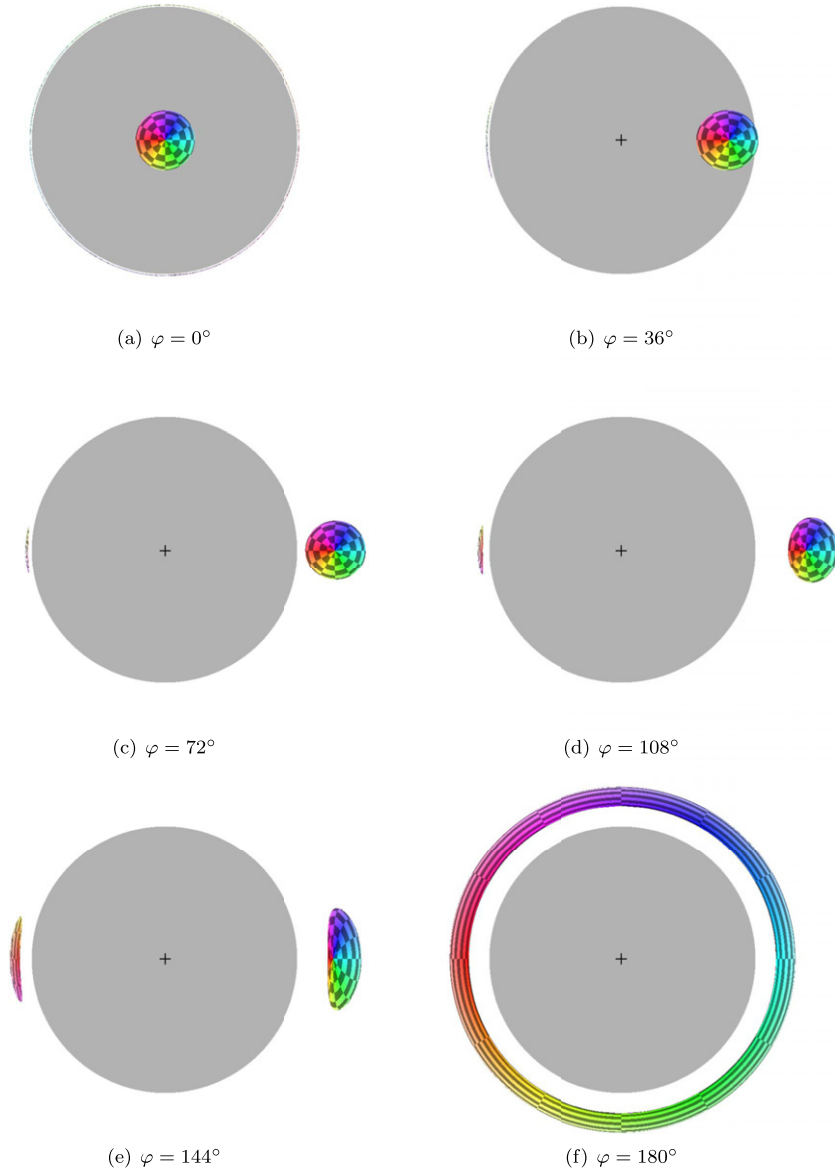 (a) φ = 0°
(b) φ = 36°
(c) φ = 72°
(d) φ = 108°
(e) φ = 144°
(f) φ = 180°